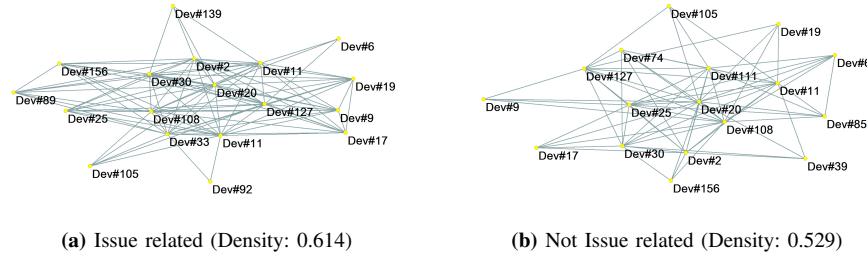 Dev#139
Dev#6
Dev#2
Dev#11
Dev#156
Dev#30
Dev#19
Dev#20
Dev#89
Dev#127
Dev#25
Dev#108
Dev#9
Dev#33
Dev#11
Dev#17
Dev#105
Dev#92
(a) Issue related (Density: 0.614)
Dev#105
Dev#19
Dev#74
Dev#6
Dev#127
Dev#111
Dev#11
Dev#9
Dev#25
Dev#20
Dev#85
Dev#108
Dev#17
Dev#30
Dev#2
Dev#39
Dev#156
(b) Not Issue related (Density: 0.529)